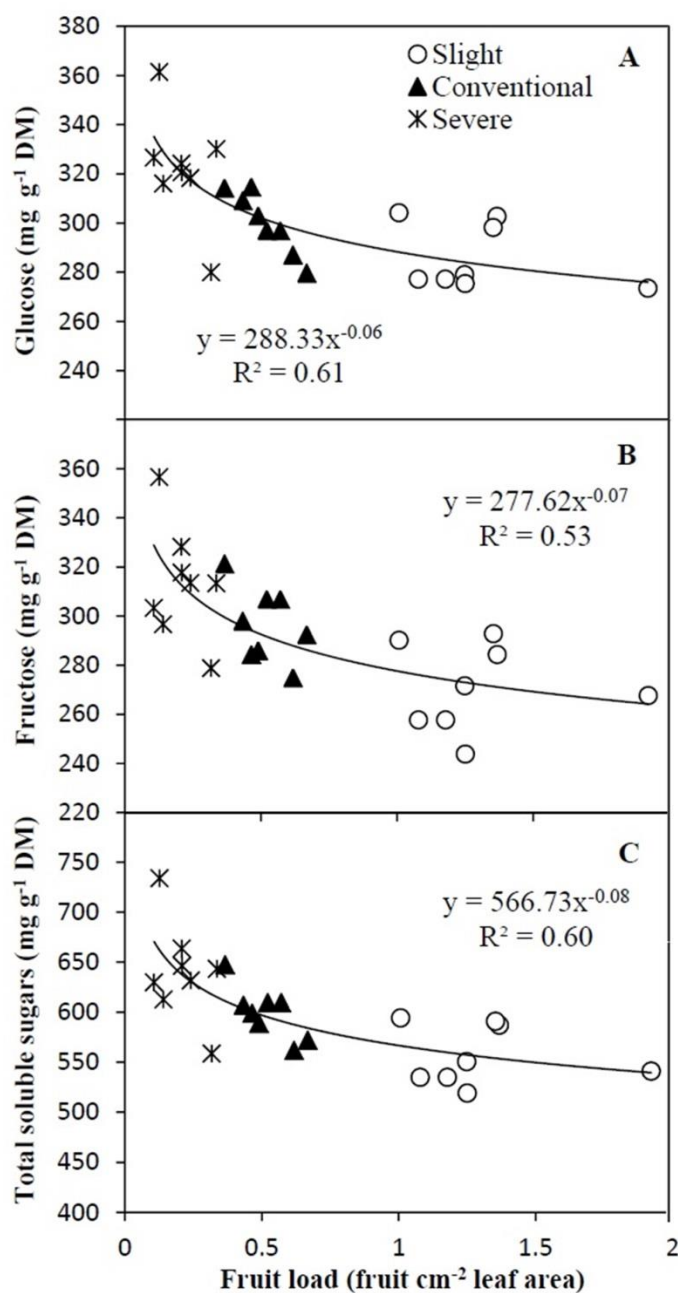 380
360
340
320
300
280
260
240
Glucose (mg g⁻¹ DM)
A
Slight
Conventional
Severe
y = 288.33x⁻⁰·⁰⁶
R² = 0.61
360
340
320
300
280
260
240
220
Fructose (mg g⁻¹ DM)
B
y = 277.62x⁻⁰·⁰⁷
R² = 0.53
750
700
650
600
550
500
450
400
Total soluble sugars (mg g⁻¹ DM)
C
y = 566.73x⁻⁰·⁰⁸
R² = 0.60
0 0.5 1 1.5 2
Fruit load (fruit cm⁻² leaf area)